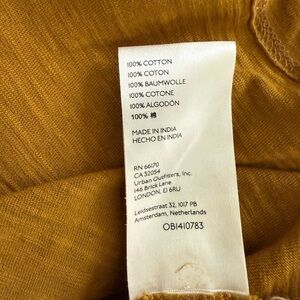 100% COTTON
100% COTON
100% BAUMWOLLE
100% COTONE
100% ALGODÓN
100% 棉
MADE IN INDIA
HECHO EN INDIA
RN 66170
CA 32054
Urban Outfitters, Inc.
146 Brick Lane
LONDON, E1 6RU
Leidsestraat 32, 1017 PB
Amsterdam, Netherlands
OB1410783